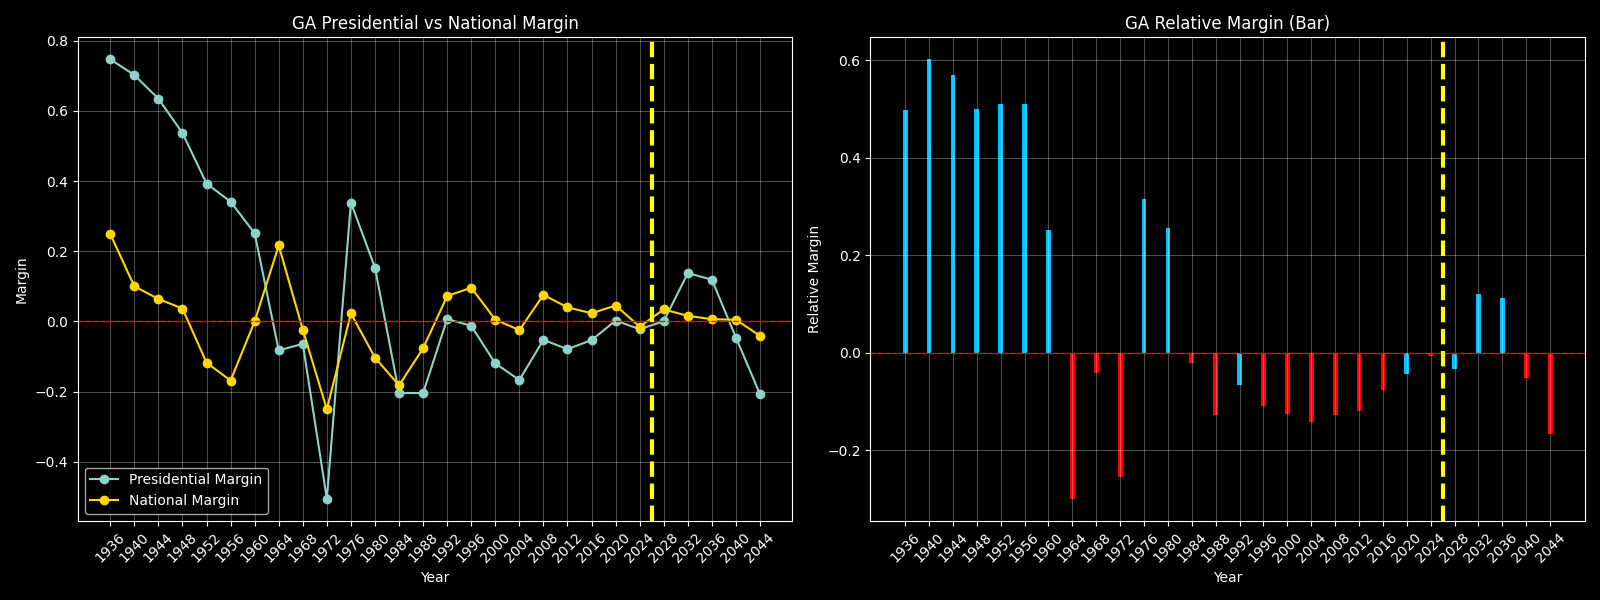 GA Presidential vs National Margin
0.8
0.6
0.4
0.2
0.0
−0.2
−0.4
Margin
Presidential Margin
National Margin
1936 1940 1944 1948 1952 1956 1960 1964 1968 1972 1976 1980 1984 1988 1992 1996 2000 2004 2008 2012 2016 2020 2024 2028 2032 2036 2040 2044
Year
GA Relative Margin (Bar)
0.6
0.4
0.2
0.0
−0.2
Relative Margin
1936 1940 1944 1948 1952 1956 1960 1964 1968 1972 1976 1980 1984 1988 1992 1996 2000 2004 2008 2012 2016 2020 2024 2028 2032 2036 2040 2044
Year